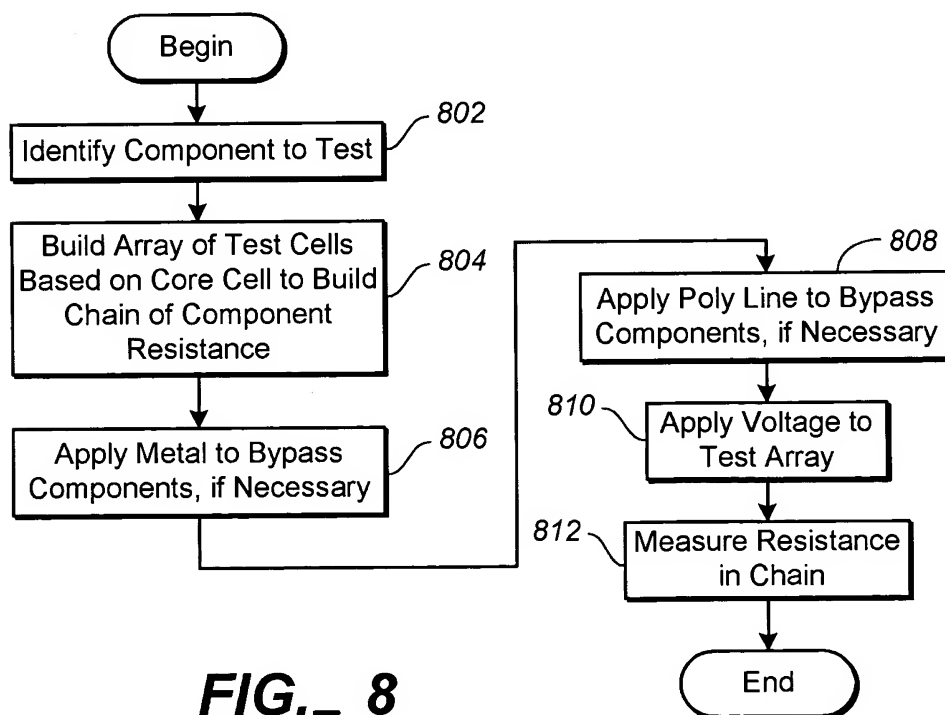 Begin
802
Identify Component to Test
Build Array of Test Cells
Based on Core Cell to Build
Chain of Component
Resistance
804
Apply Metal to Bypass
Components, if Necessary
806
808
Apply Poly Line to Bypass
Components, if Necessary
810
Apply Voltage to
Test Array
812
Measure Resistance
in Chain
End
FIG._ 8